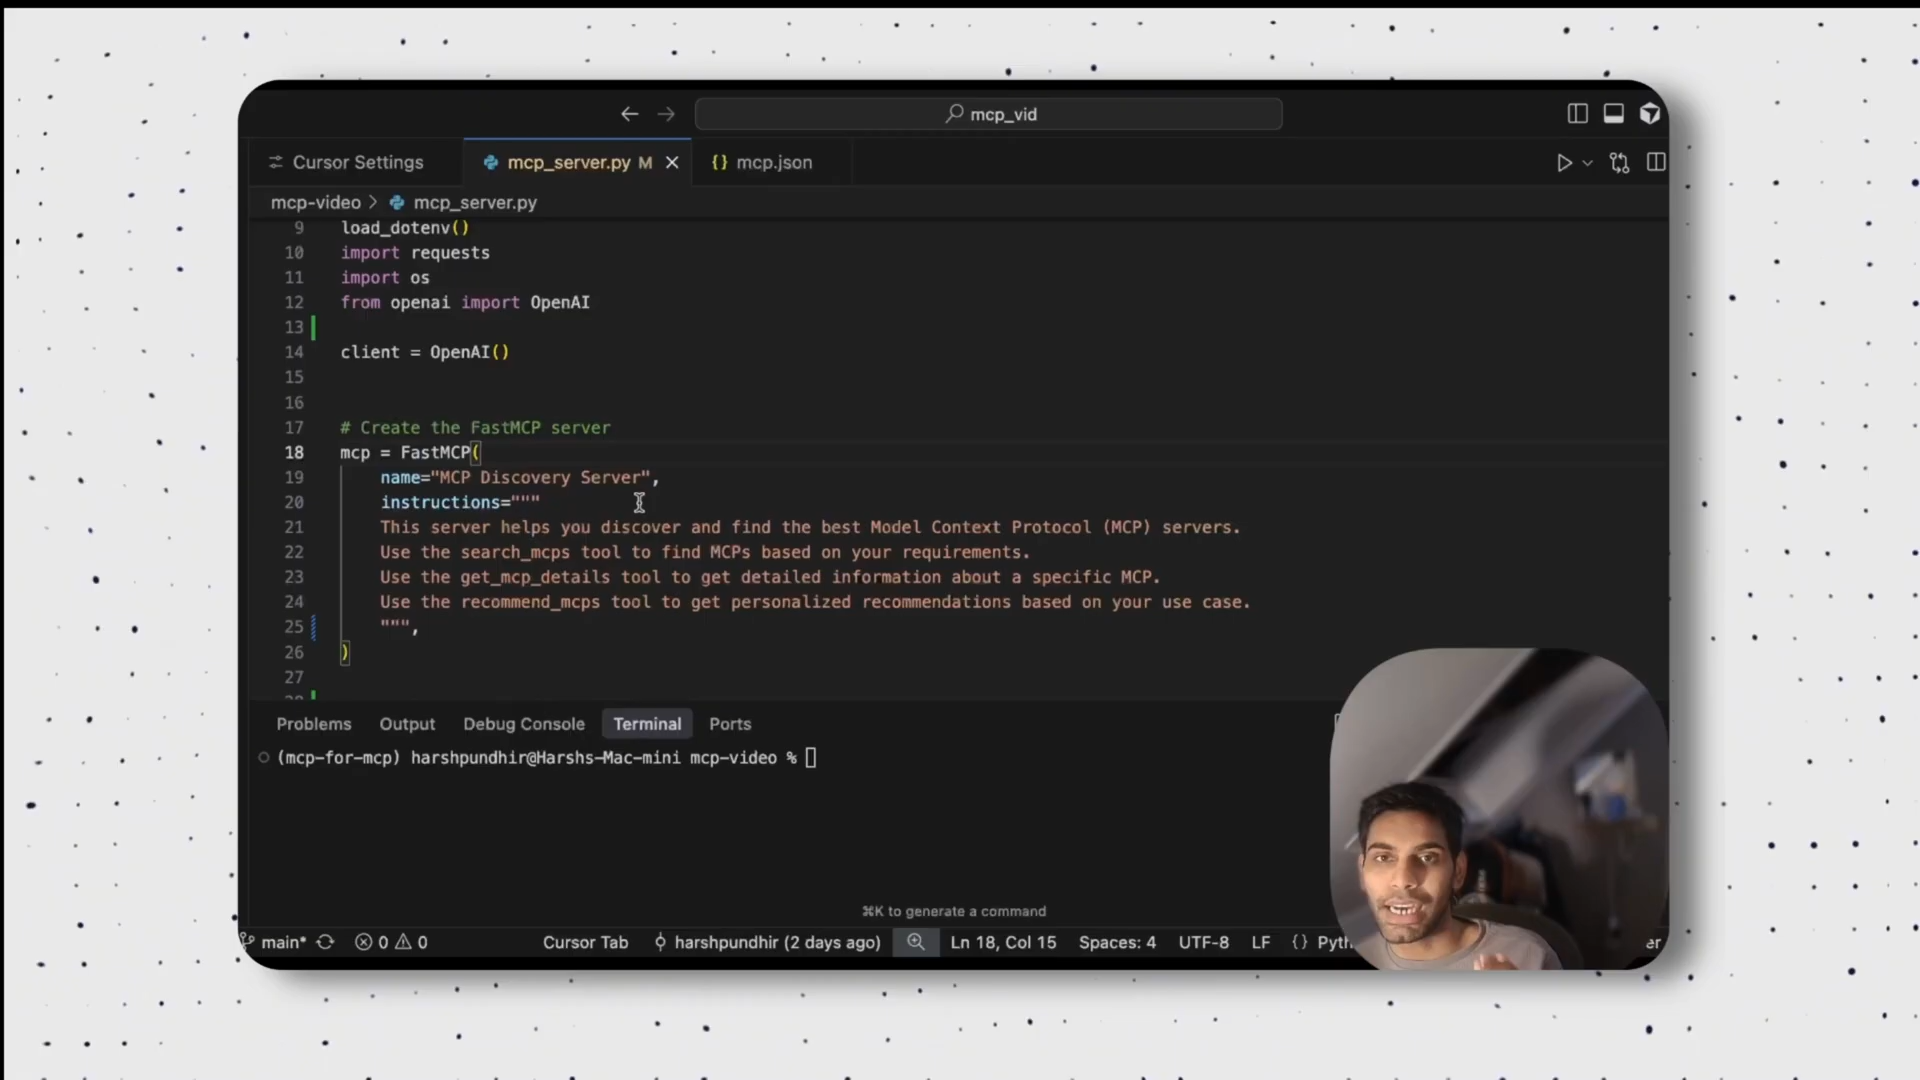 mcp_vid
Cursor Settings
mcp_server.py M
{} mcp.json
mcp-video > mcp_server.py
9 load_dotenv()
10 import requests
11 import os
12 from openai import OpenAI
13
14 client = OpenAI()
15
16
17 # Create the FastMCP server
18 mcp = FastMCP(
19 name="MCP Discovery Server",
20 instructions="""
21 This server helps you discover and find the best Model Context Protocol (MCP) servers.
22 Use the search_mcps tool to find MCPs based on your requirements.
23 Use the get_mcp_details tool to get detailed information about a specific MCP.
24 Use the recommend_mcps tool to get personalized recommendations based on your use case.
25 """,
26 )
27
Problems Output Debug Console Terminal Ports
(mcp-for-mcp) harshpundhir@Harshs-Mac-mini mcp-video %
⌘K to generate a command
main* 0 0 Cursor Tab harshpundhir (2 days ago) Ln 18, Col 15 Spaces: 4 UTF-8 LF {}